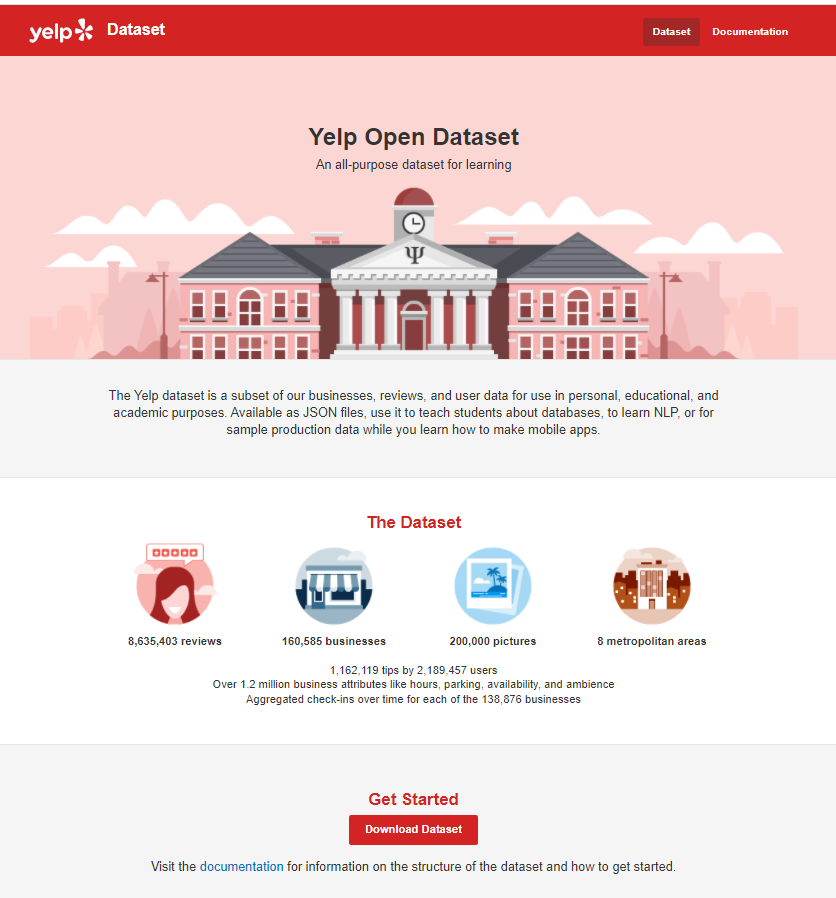 yelp Dataset Dataset Documentation
Yelp Open Dataset
An all-purpose dataset for learning
Ψ
The Yelp dataset is a subset of our businesses, reviews, and user data for use in personal, educational, and
academic purposes. Available as JSON files, use it to teach students about databases, to learn NLP, or for
sample production data while you learn how to make mobile apps.
The Dataset
8,635,403 reviews 160,585 businesses 200,000 pictures 8 metropolitan areas
1,162,119 tips by 2,189,457 users
Over 1.2 million business attributes like hours, parking, availability, and ambience
Aggregated check-ins over time for each of the 138,876 businesses
Get Started
Download Dataset
Visit the documentation for information on the structure of the dataset and how to get started.